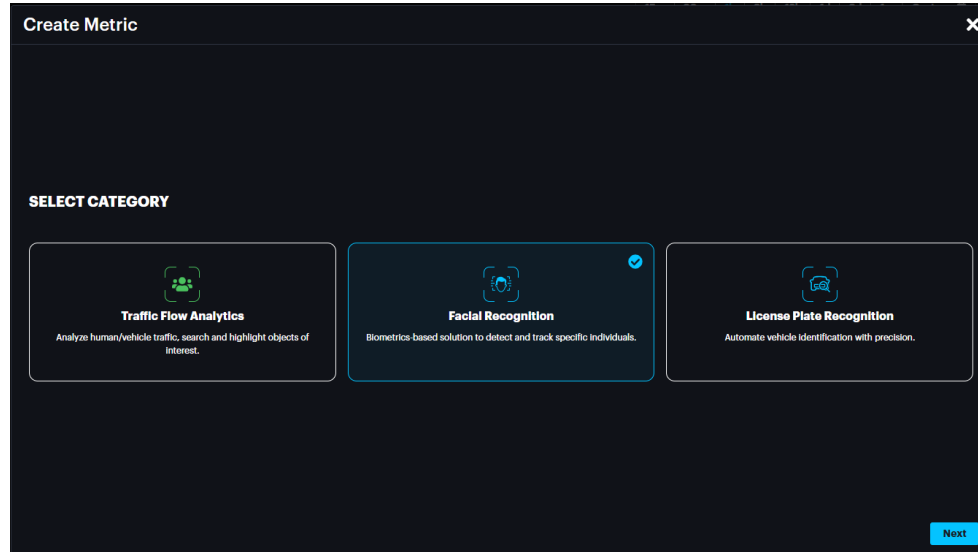 Create Metric
SELECT CATEGORY
Traffic Flow Analytics
Analyze human/vehicle traffic, search and highlight objects of
interest.
Facial Recognition
Biometrics-based solution to detect and track specific individuals.
License Plate Recognition
Automate vehicle identification with precision.
Next